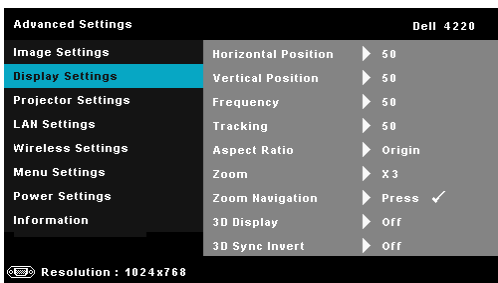 Advanced Settings Dell 4220
Image Settings
Display Settings
Projector Settings
LAN Settings
Wireless Settings
Menu Settings
Power Settings
Information
Horizontal Position 50
Vertical Position 50
Frequency 50
Tracking 50
Aspect Ratio Origin
Zoom X3
Zoom Navigation Press ✓
3D Display Off
3D Sync Invert Off
Resolution : 1024x768